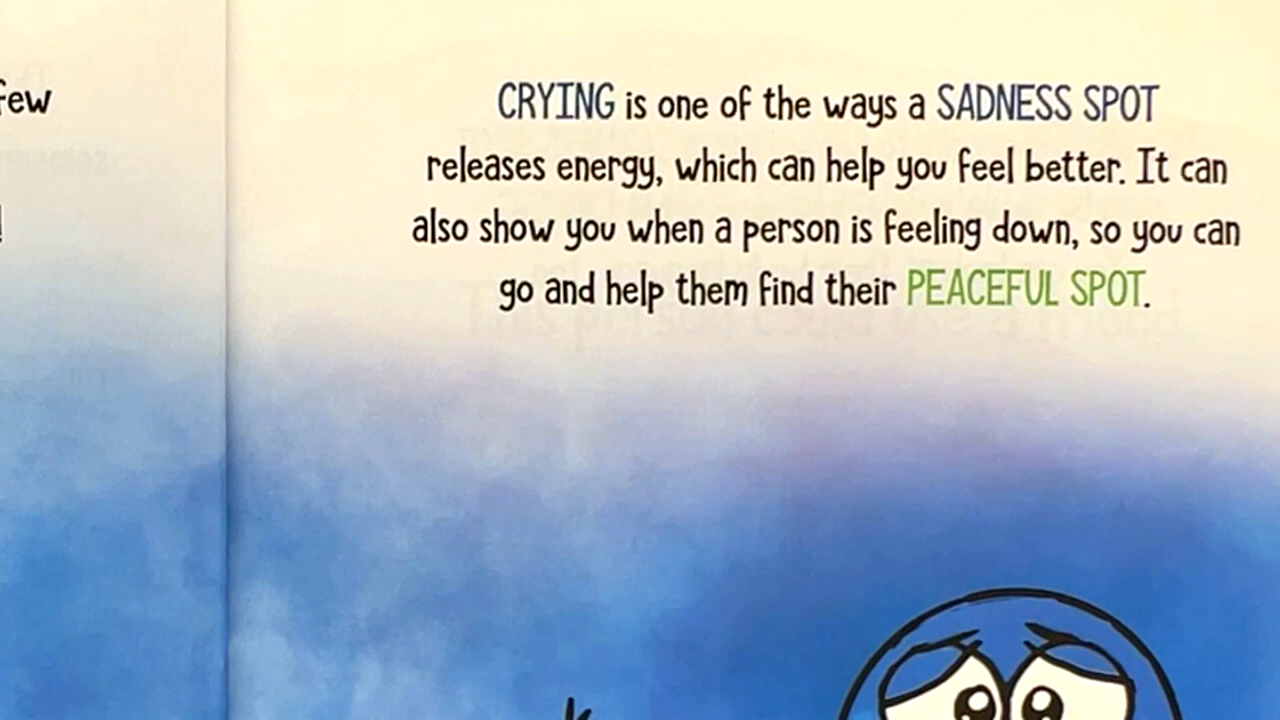 few
!
CRYING is one of the ways a SADNESS SPOT
releases energy, which can help you feel better. It can
also show you when a person is feeling down, so you can
go and help them find their PEACEFUL SPOT.